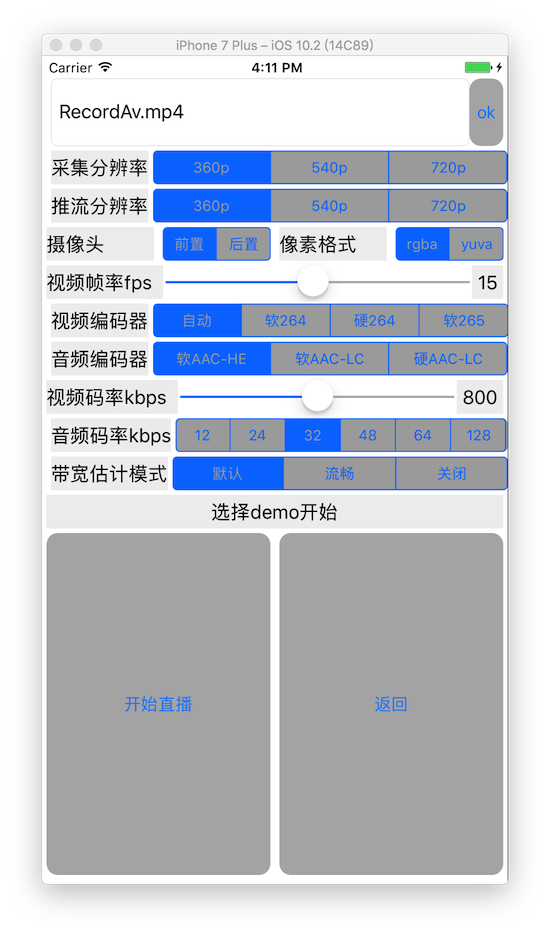 iPhone 7 Plus – iOS 10.2 (14C89)
Carrier 4:11 PM
RecordAv.mp4 ok
采集分辨率 360p 540p 720p
推流分辨率 360p 540p 720p
摄像头 前置 后置 像素格式 rgba yuva
视频帧率fps 15
视频编码器 自动 软264 硬264 软265
音频编码器 软AAC-HE 软AAC-LC 硬AAC-LC
视频码率kbps 800
音频码率kbps 12 24 32 48 64 128
带宽估计模式 默认 流畅 关闭
选择demo开始
开始直播 返回